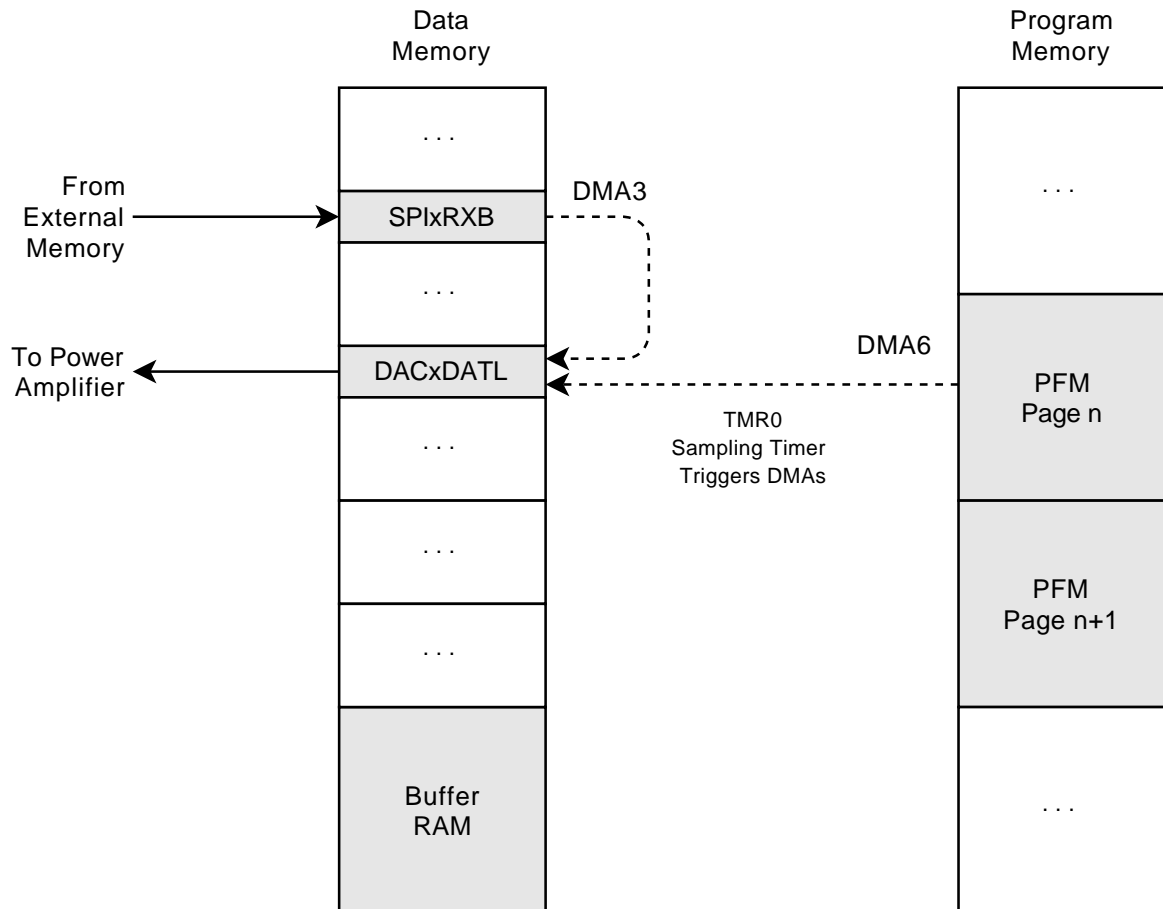 Data
Memory
Program
Memory
. . .
. . .
From
External
Memory
SPIxRXB
DMA3
. . .
To Power
Amplifier
DACxDATL
DMA6
PFM
Page n
TMR0
Sampling Timer
Triggers DMAs
. . .
. . .
PFM
Page n+1
. . .
Buffer
RAM
. . .